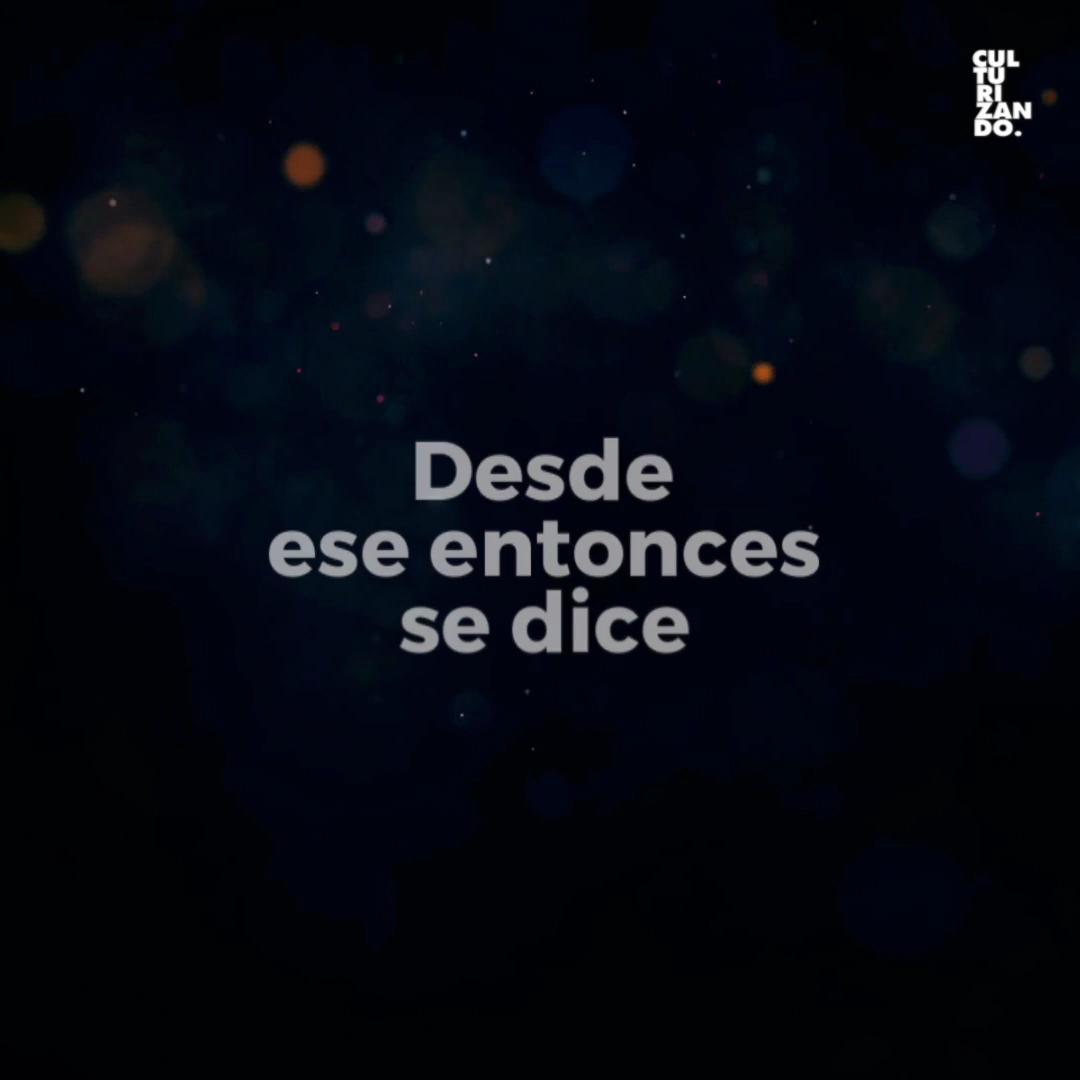 CUL
TU
RI
ZAN
DO.
Desde
ese entonces
se dice